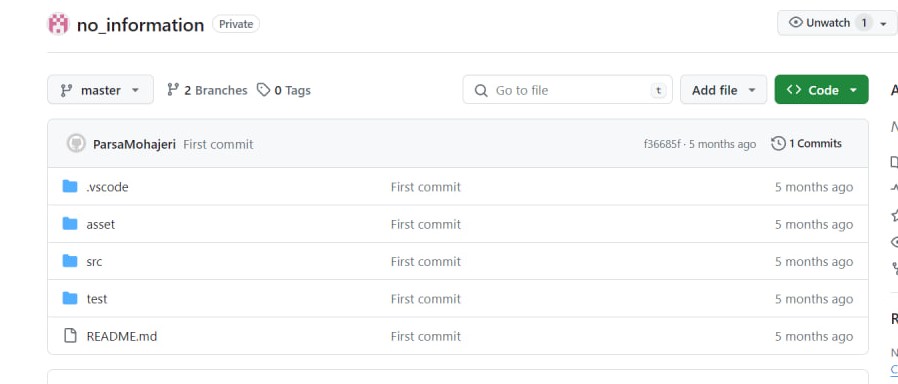 no_information Private Unwatch 1
master 2 Branches 0 Tags Go to file t Add file Code
ParsaMohajeri First commit f36685f · 5 months ago 1 Commits
.vscode First commit 5 months ago
asset First commit 5 months ago
src First commit 5 months ago
test First commit 5 months ago
README.md First commit 5 months ago